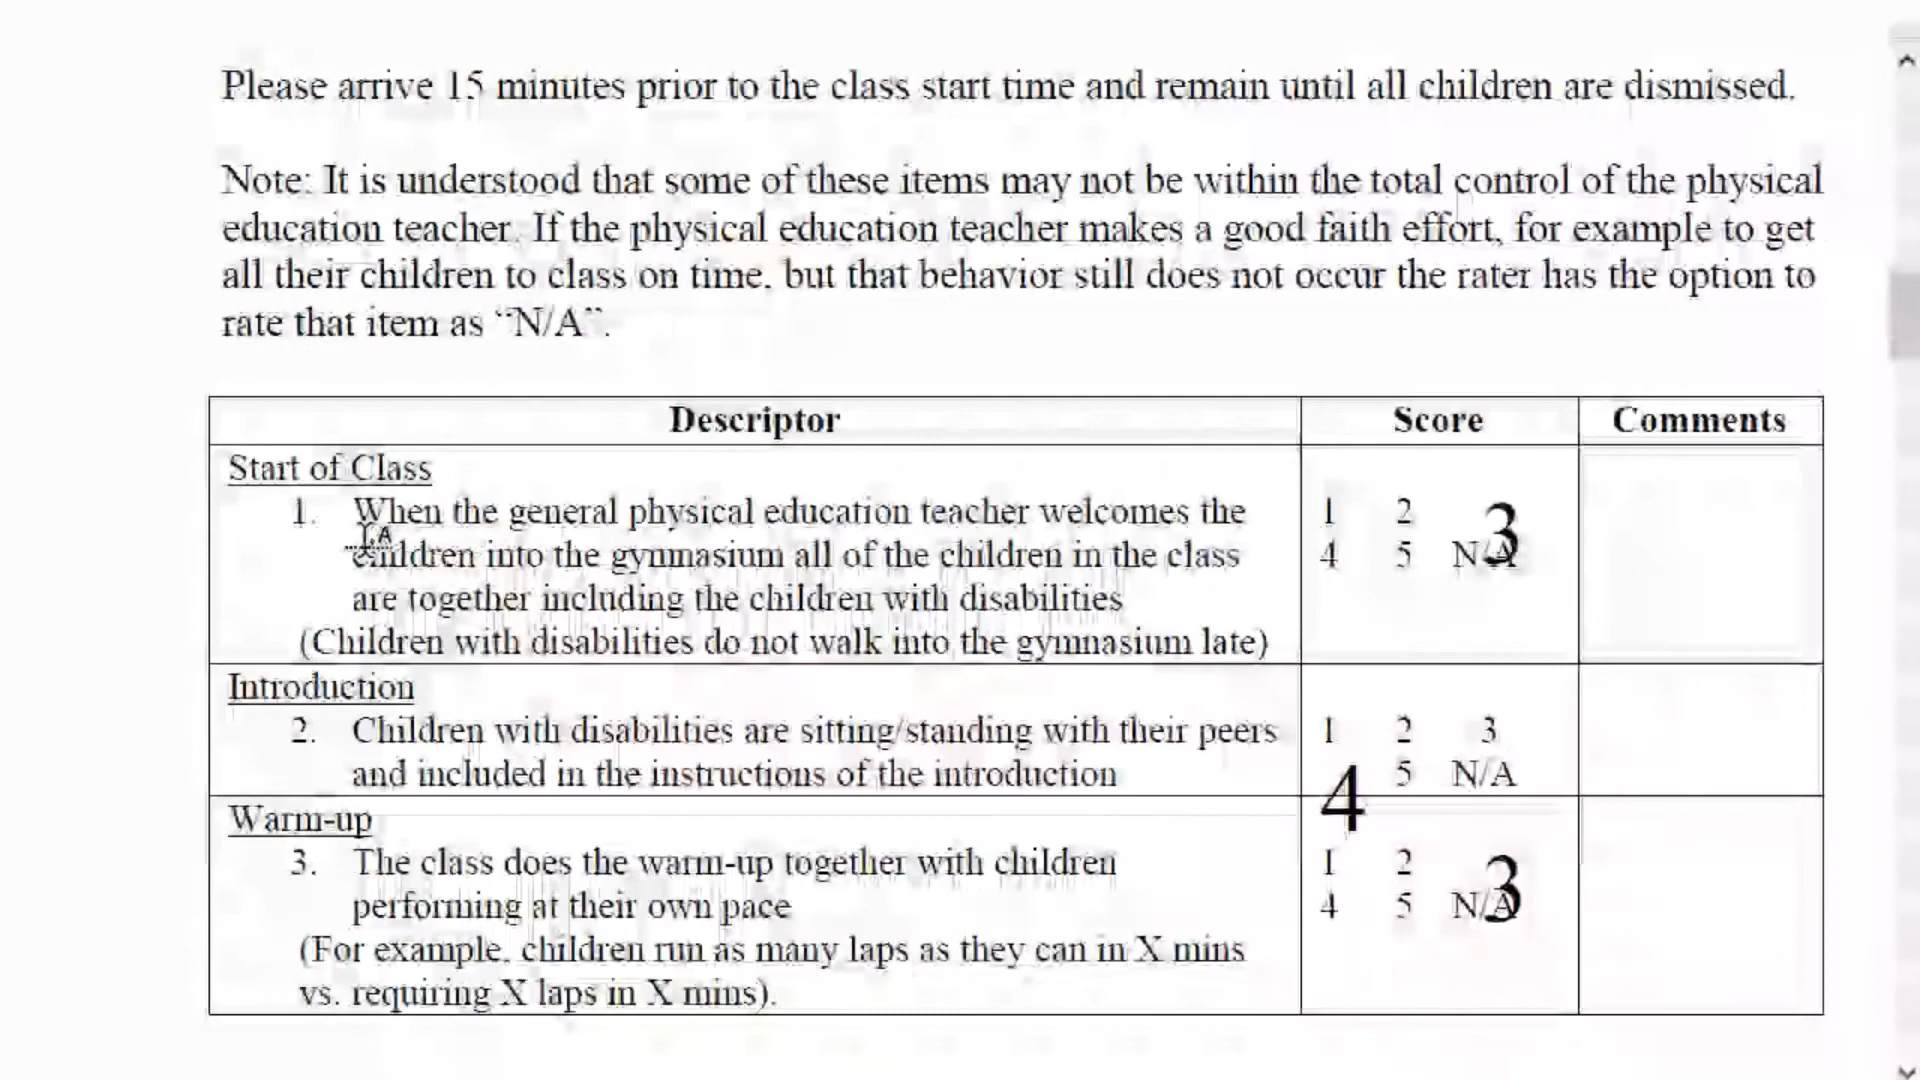 Please arrive 15 minutes prior to the class start time and remain until all children are dismissed.
Note: It is understood that some of these items may not be within the total control of the physical
education teacher. If the physical education teacher makes a good faith effort, for example to get
all their children to class on time, but that behavior still does not occur the rater has the option to
rate that item as “N/A”.
Descriptor Score Comments
Start of Class
1. When the general physical education teacher welcomes the 1 2 3
children into the gymnasium all of the children in the class 4 5 N/A
are together including the children with disabilities
(Children with disabilities do not walk into the gymnasium late)
Introduction
2. Children with disabilities are sitting/standing with their peers 1 2 3
and included in the instructions of the introduction 4 5 N/A
Warm-up
3. The class does the warm-up together with children 1 2 3
performing at their own pace 4 5 N/A
(For example, children run as many laps as they can in X mins
vs. requiring X laps in X mins).